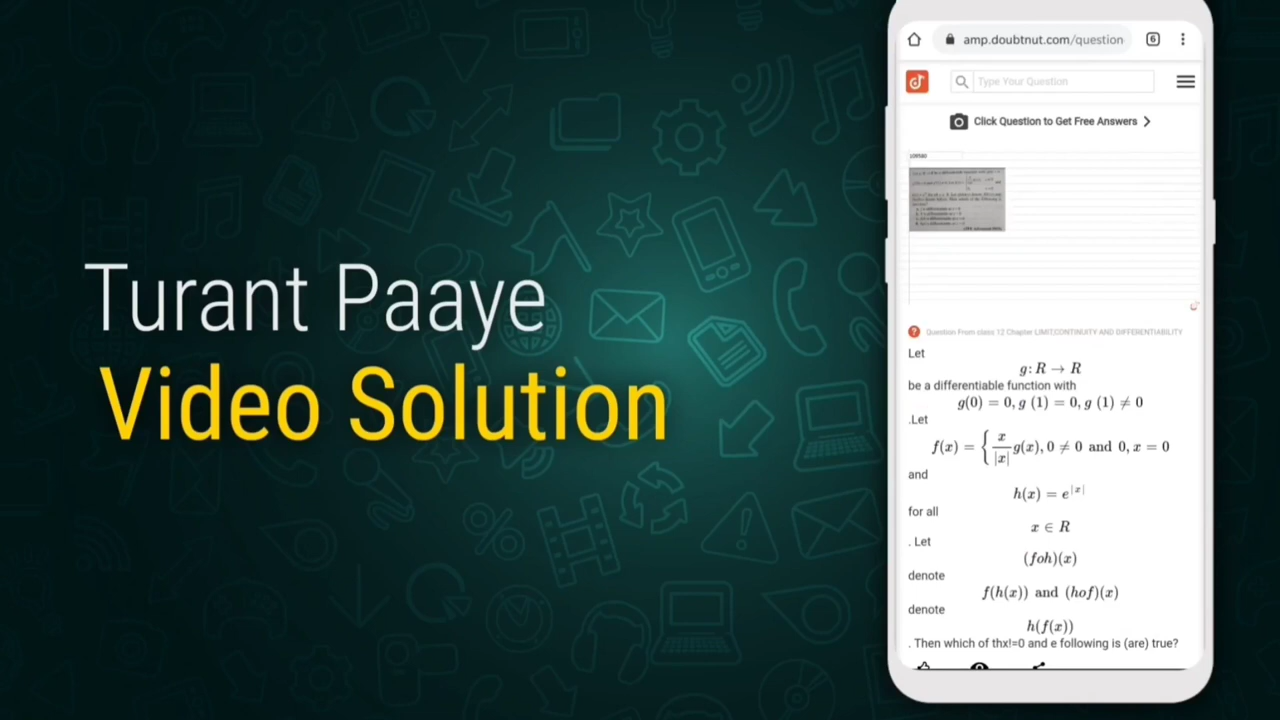 Turant Paaye
Video Solution
amp.doubtnut.com/question
6
Type Your Question
Click Question to Get Free Answers
Question From class 12 Chapter LIMIT,CONTINUITY AND DIFFERENTIABILITY
Let
g: R → R
be a differentiable function with
g(0) = 0, g (1) = 0, g (1) ≠ 0
.Let
f(x) = { x/|x| g(x), 0 ≠ 0 and 0, x = 0
and
h(x) = e^|x|
for all
x ∈ R
. Let
(foh)(x)
denote
f(h(x)) and (hof)(x)
denote
h(f(x))
. Then which of thx!=0 and e following is (are) true?